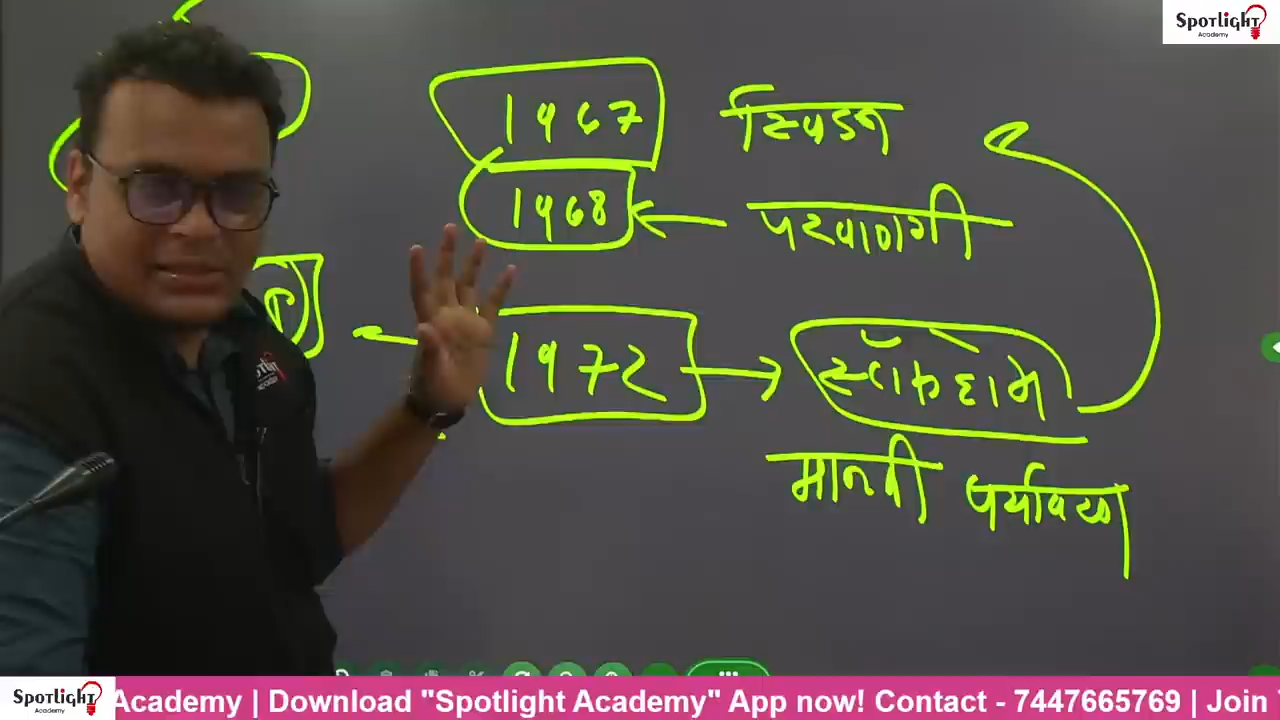 Spotlight
Academy
1967 स्विडन
1968 ← परवानगी
1972 → स्टॉकहोम
मानवी पर्यावरण
Spotlight
Academy
Academy | Download "Spotlight Academy" App now! Contact - 7447665769 | Join